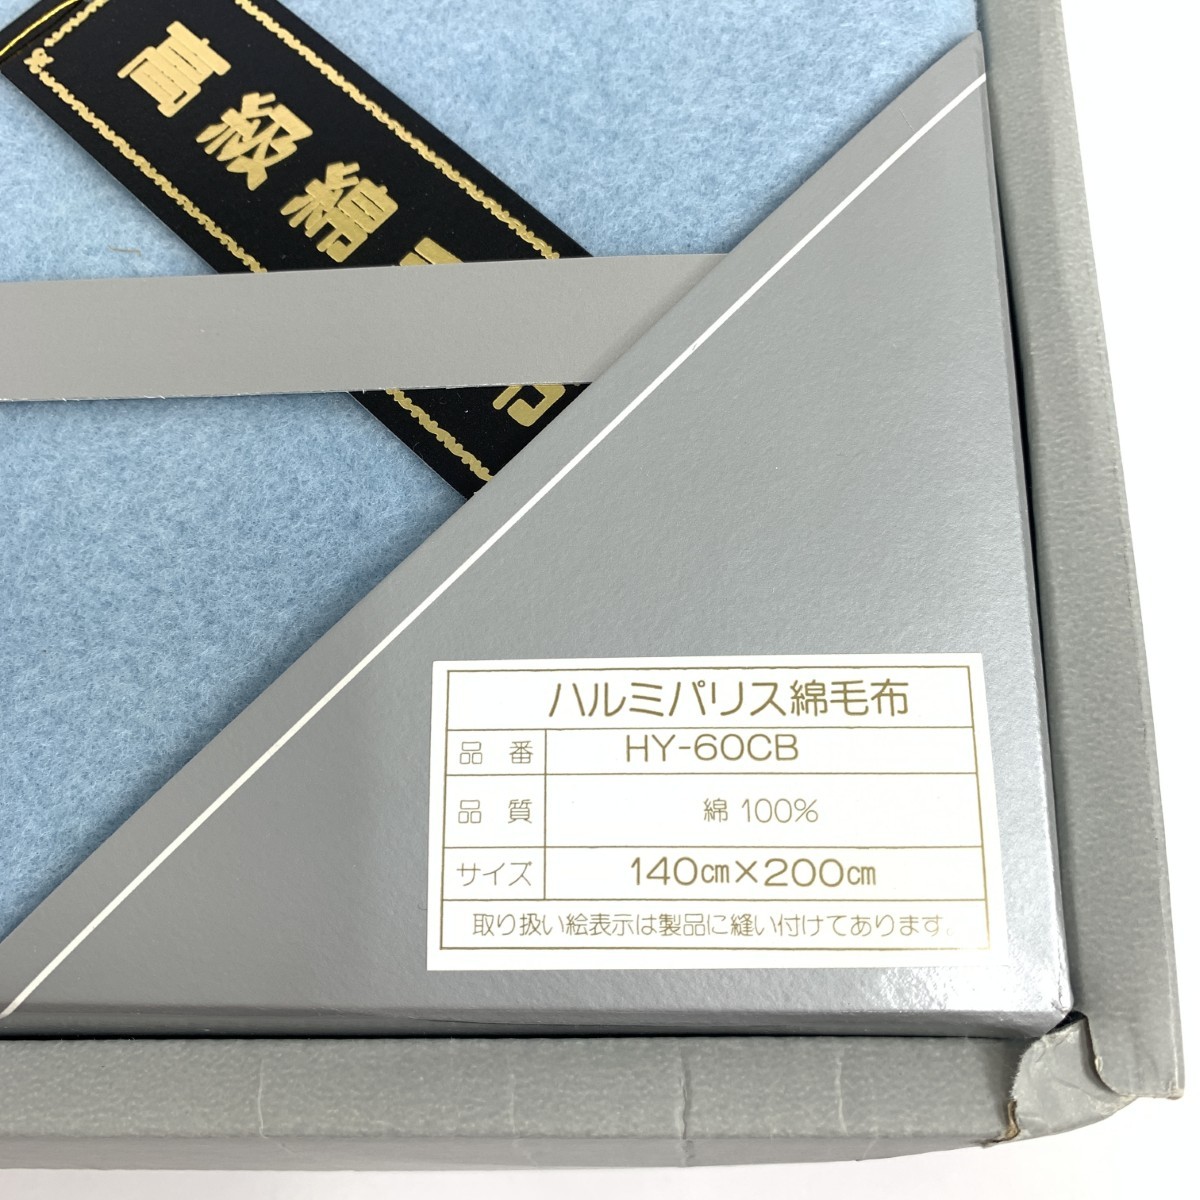 高級綿
ハルミパリス綿毛布
品番 HY-60CB
品質 綿 100%
サイズ 140cm×200cm
取り扱い絵表示は製品に縫い付けてあります。